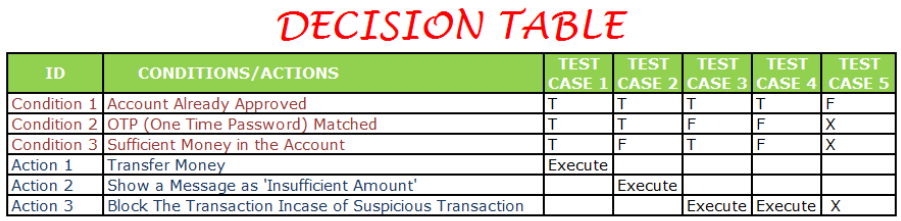 DECISION TABLE
ID CONDITIONS/ACTIONS TEST CASE 1 TEST CASE 2 TEST CASE 3 TEST CASE 4 TEST CASE 5
Condition 1 Account Already Approved T T T T F
Condition 2 OTP (One Time Password) Matched T T F F X
Condition 3 Sufficient Money in the Account T F T F X
Action 1 Transfer Money Execute
Action 2 Show a Message as 'Insufficient Amount' Execute
Action 3 Block The Transaction Incase of Suspicious Transaction Execute Execute X